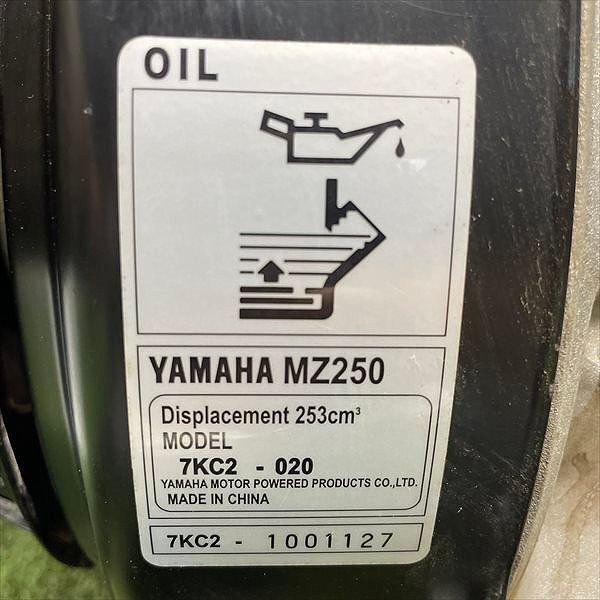 OIL
YAMAHA MZ250
Displacement 253cm³
MODEL
7KC2 - 020
YAMAHA MOTOR POWERED PRODUCTS CO.,LTD.
MADE IN CHINA
7KC2 - 1001127